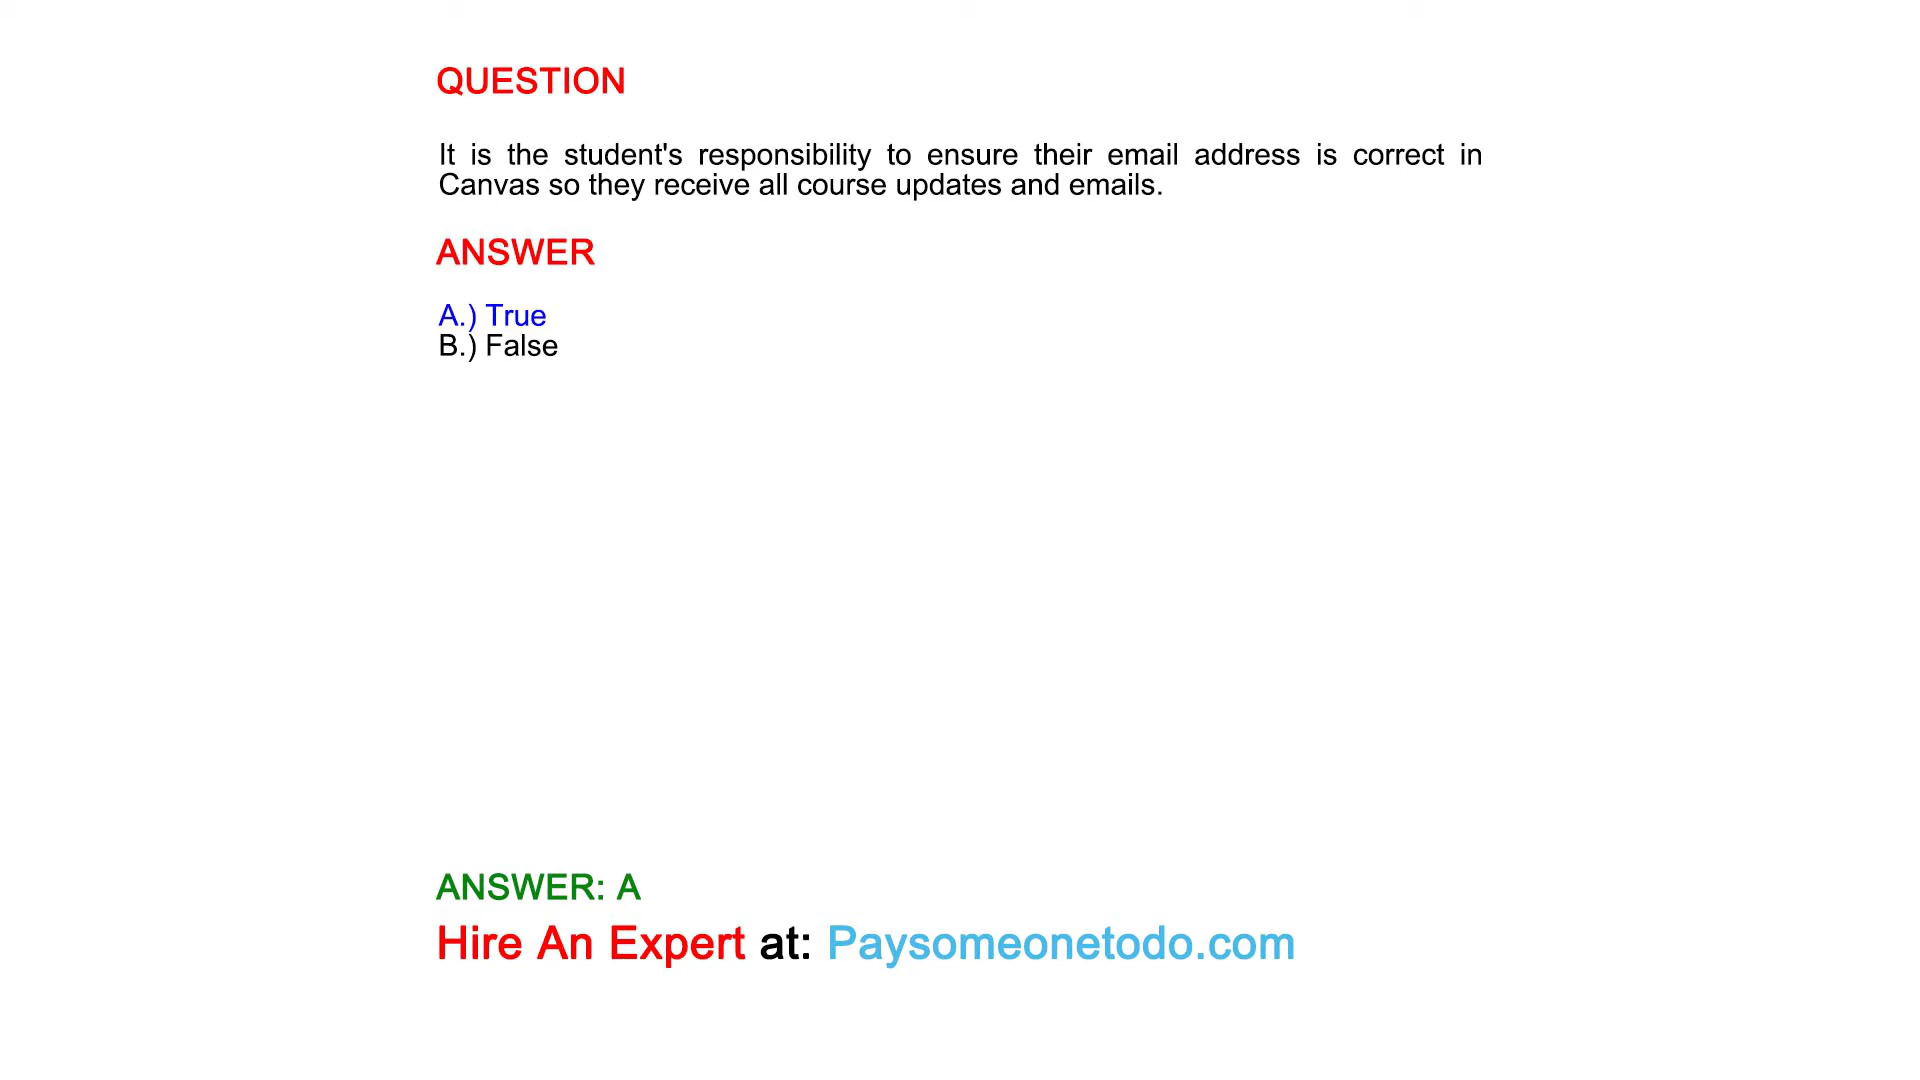 QUESTION
It is the student's responsibility to ensure their email address is correct in
Canvas so they receive all course updates and emails.
ANSWER
A.) True
B.) False
ANSWER: A
Hire An Expert at: Paysomeonetodo.com